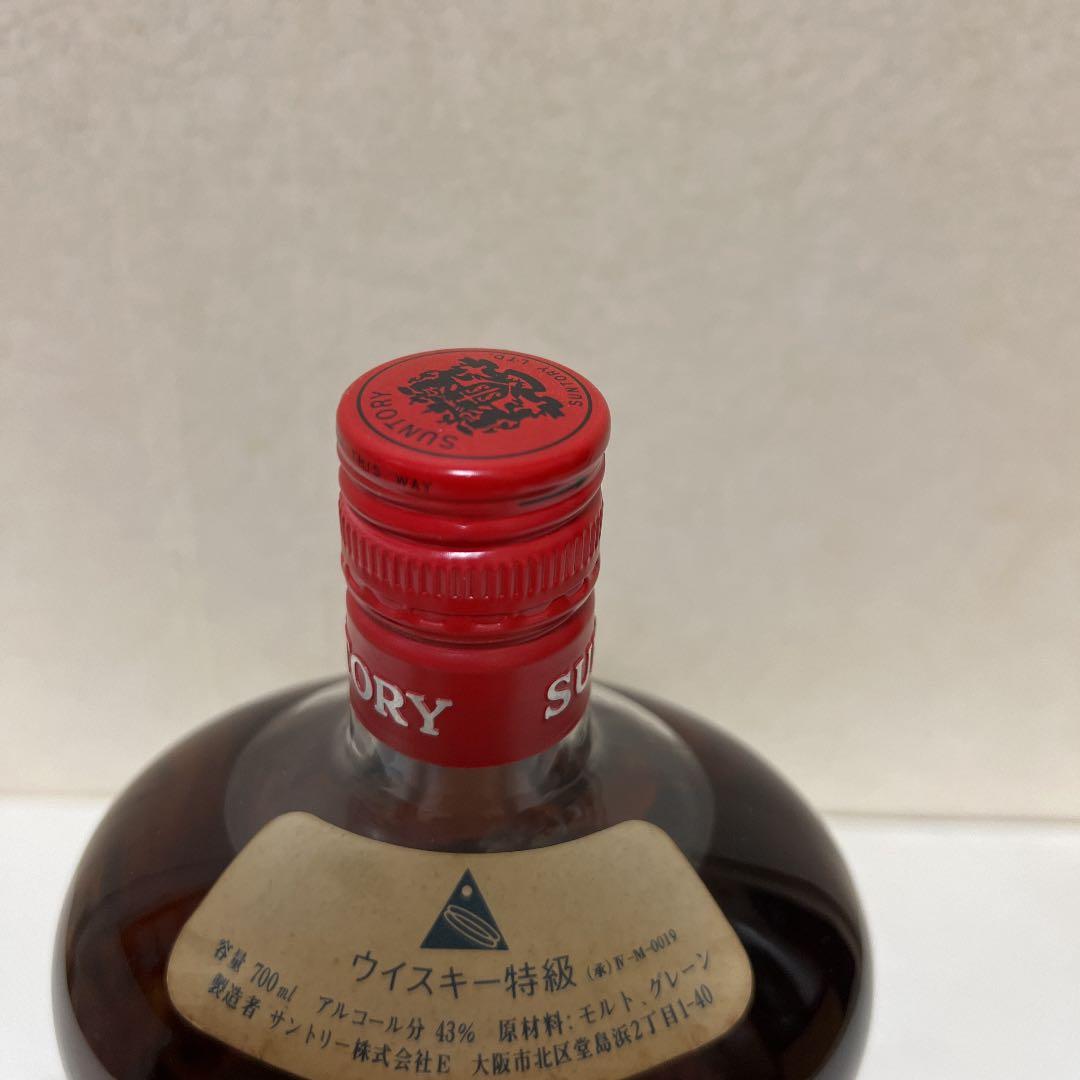 SUNTORY
SUNTORY LTD.
THIS WAY
TORY SU
ウイスキー特級 (承)Ⅳ-M-0019
容量 700ml アルコール分 43% 原材料:モルト、グレーン
製造者 サントリー株式会社E 大阪市北区堂島浜2丁目1-40